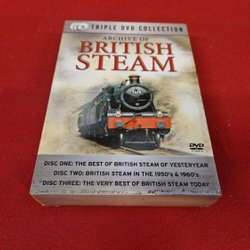 TRIPLE DVD COLLECTION
ARCHIVE OF
BRITISH
STEAM
DVD
DISC ONE: THE BEST OF BRITISH STEAM OF YESTERYEAR
DISC TWO: BRITISH STEAM IN THE 1950's & 1960's
DISC THREE: THE VERY BEST OF BRITISH STEAM TODAY